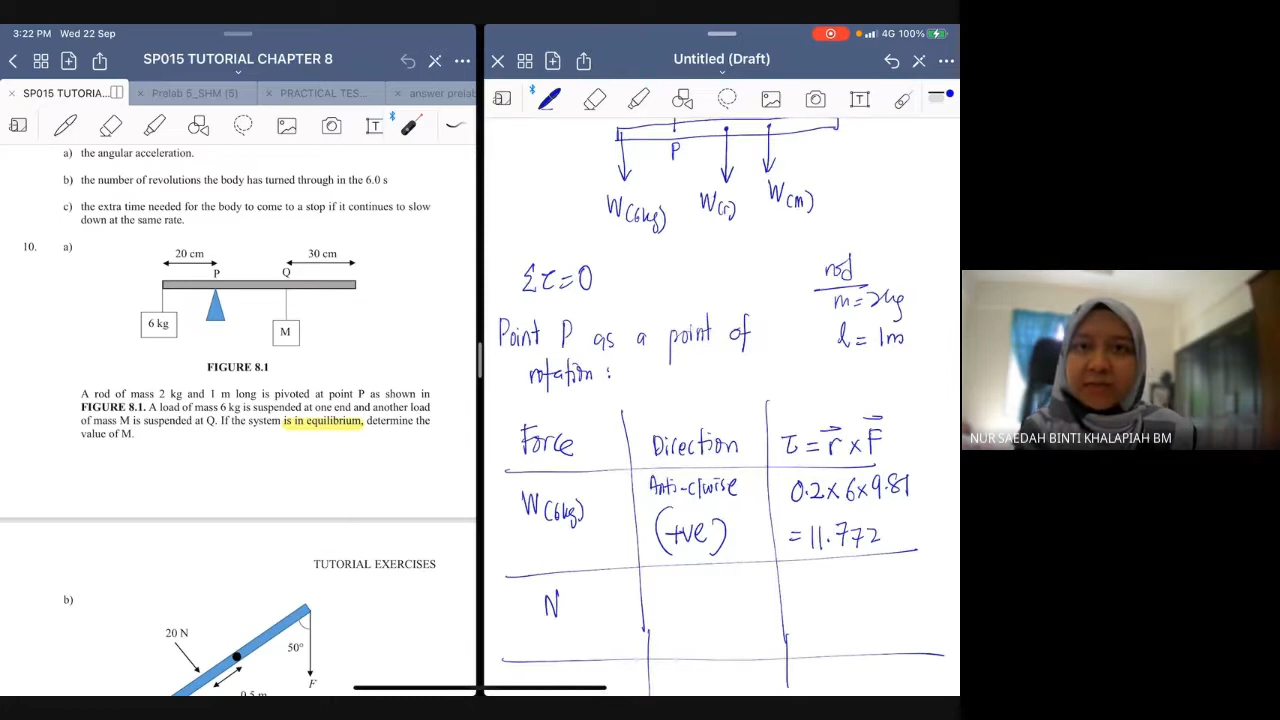 3:22 PM Wed 22 Sep
4G 100%
SP015 TUTORIAL CHAPTER 8
Untitled (Draft)
SP015 TUTORIA...
Prelab 5_SHM (5)
PRACTICAL TES...
answer prelab
a) the angular acceleration.
b) the number of revolutions the body has turned through in the 6.0 s
c) the extra time needed for the body to come to a stop if it continues to slow
down at the same rate.
10. a)
20 cm
30 cm
P
Q
6 kg
M
FIGURE 8.1
A rod of mass 2 kg and 1 m long is pivoted at point P as shown in
FIGURE 8.1. A load of mass 6 kg is suspended at one end and another load
of mass M is suspended at Q. If the system is in equilibrium, determine the
value of M.
TUTORIAL EXERCISES
b)
20 N
50°
F
0.5 m
P
W(6kg)
W(r)
W(m)
Στ=0
rod
m=2kg
l = 1m
Point P as a point of
rotation :
Force
Direction
τ = r⃗ × F⃗
W(6kg)
Anti-c/wise
(+ve)
0.2×6×9.81
= 11.772
N
NUR SAEDAH BINTI KHALAPIAH BM